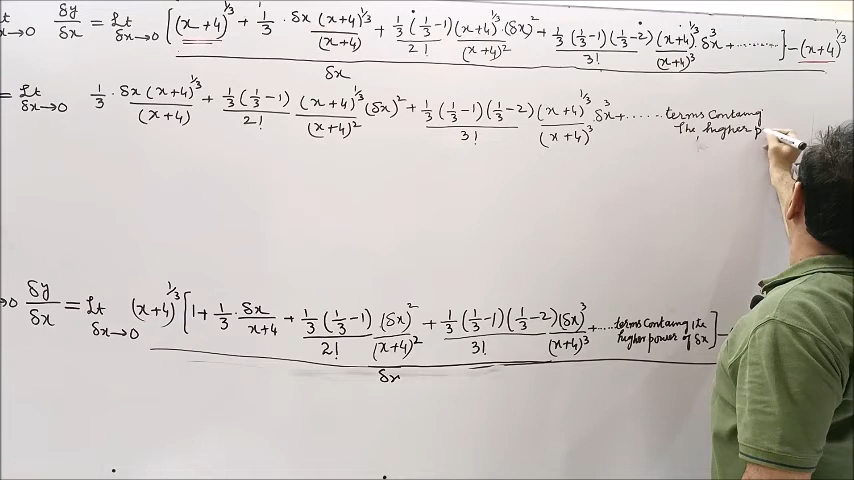 lt x→0 δy/δx = Lt δx→0 [(x+4)^1/3 + 1/3 · δx (x+4)^1/3/(x+4) + 1/3 (1/3-1)/2! (x+4)^1/3/(x+4)^2 · (δx)^2 + 1/3 (1/3-1)(1/3-2)/3! (x+4)^1/3/(x+4)^3 · δ^3x + ........] - (x+4)^1/3
δx
= Lt δx→0 1/3 · δx (x+4)^1/3/(x+4) + 1/3 (1/3-1)/2! (x+4)^1/3/(x+4)^2 (δx)^2 + 1/3 (1/3-1)(1/3-2)/3! (x+4)^1/3/(x+4)^3 · δ^3x + ...... terms containg
The higher p
→0 δy/δx = Lt δx→0 (x+4)^1/3 [1 + 1/3 · δx/x+4 + 1/3 (1/3-1)/2! (δx)^2/(x+4)^2 + 1/3 (1/3-1)(1/3-2)/3! (δx)^3/(x+4)^3 + .... terms containg the
higher power of δx] -
δx